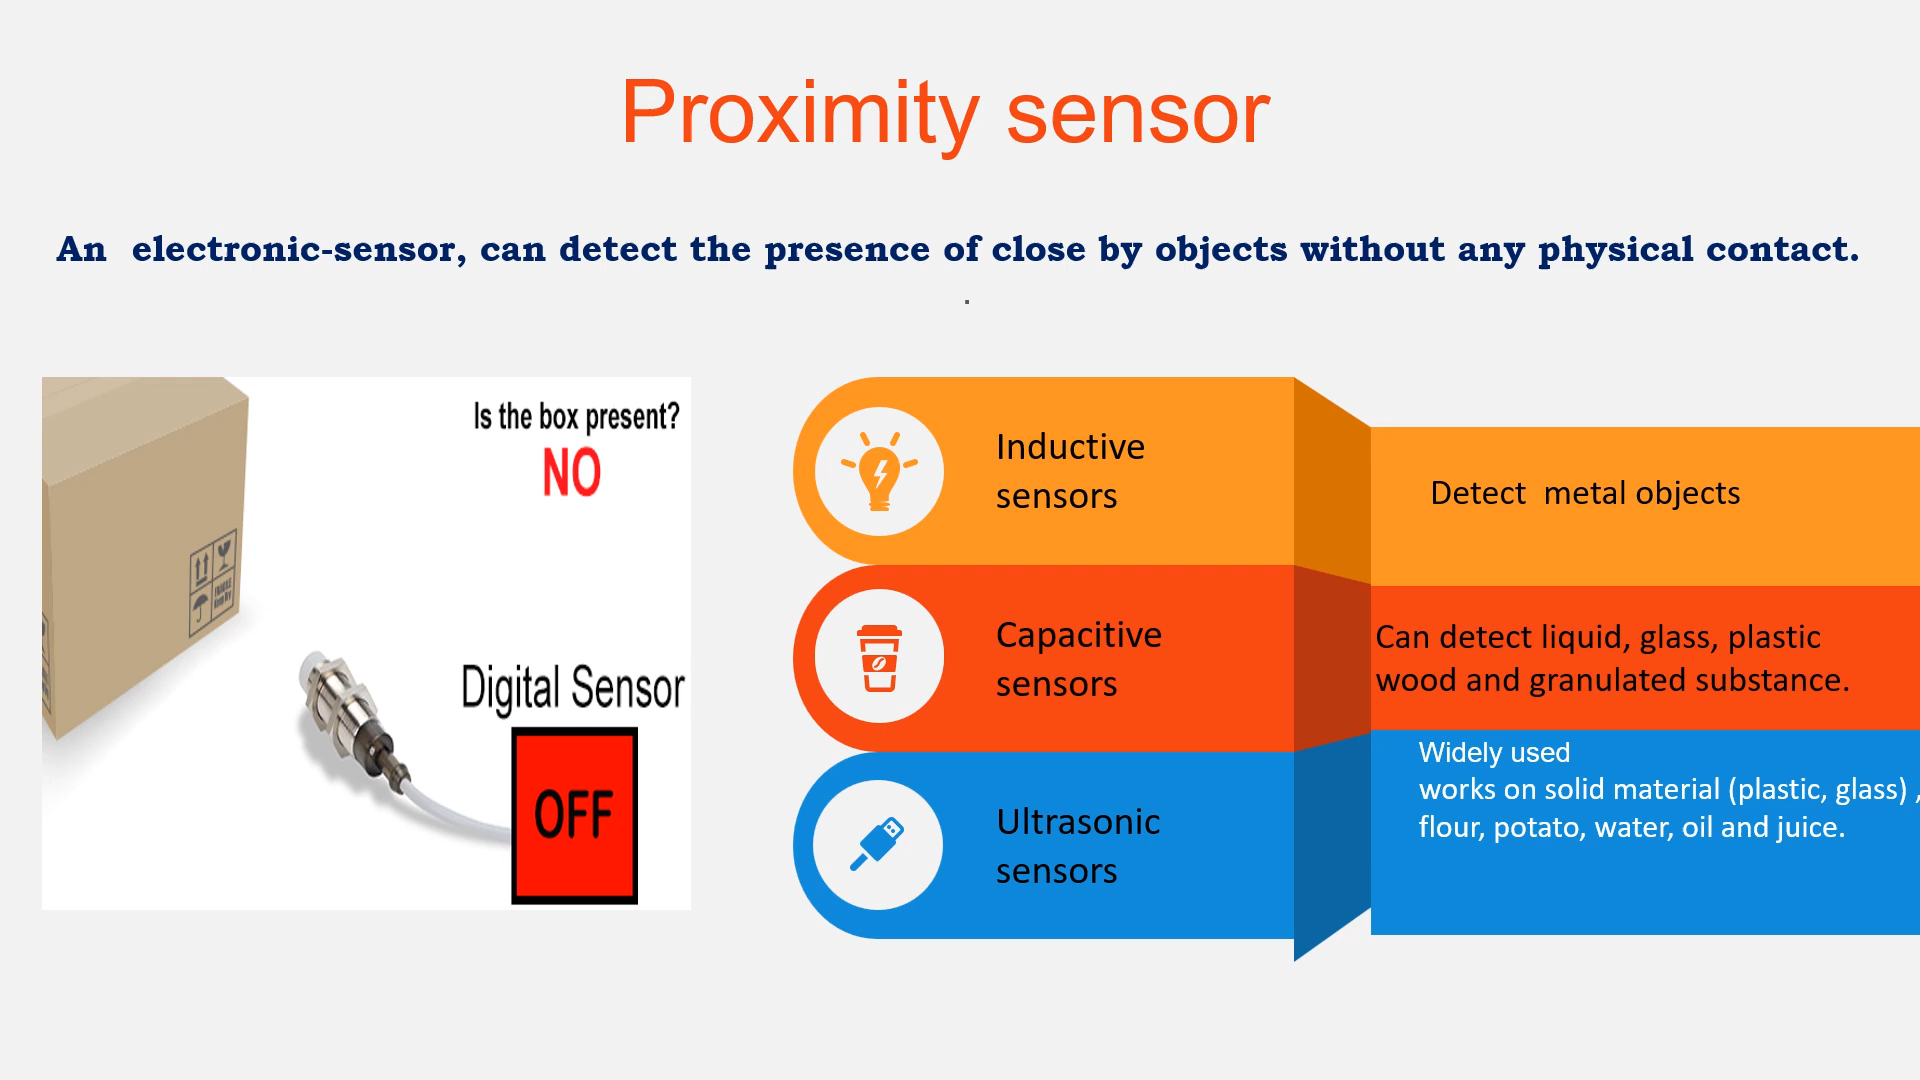 Proximity sensor
An  electronic-sensor, can detect the presence of close by objects without any physical contact.
.
Is the box present?
NO
Digital Sensor
OFF
Inductive
sensors
Detect  metal objects
Capacitive
sensors
Can detect liquid, glass, plastic
wood and granulated substance.
Ultrasonic
sensors
Widely used
works on solid material (plastic, glass) ,
flour, potato, water, oil and juice.